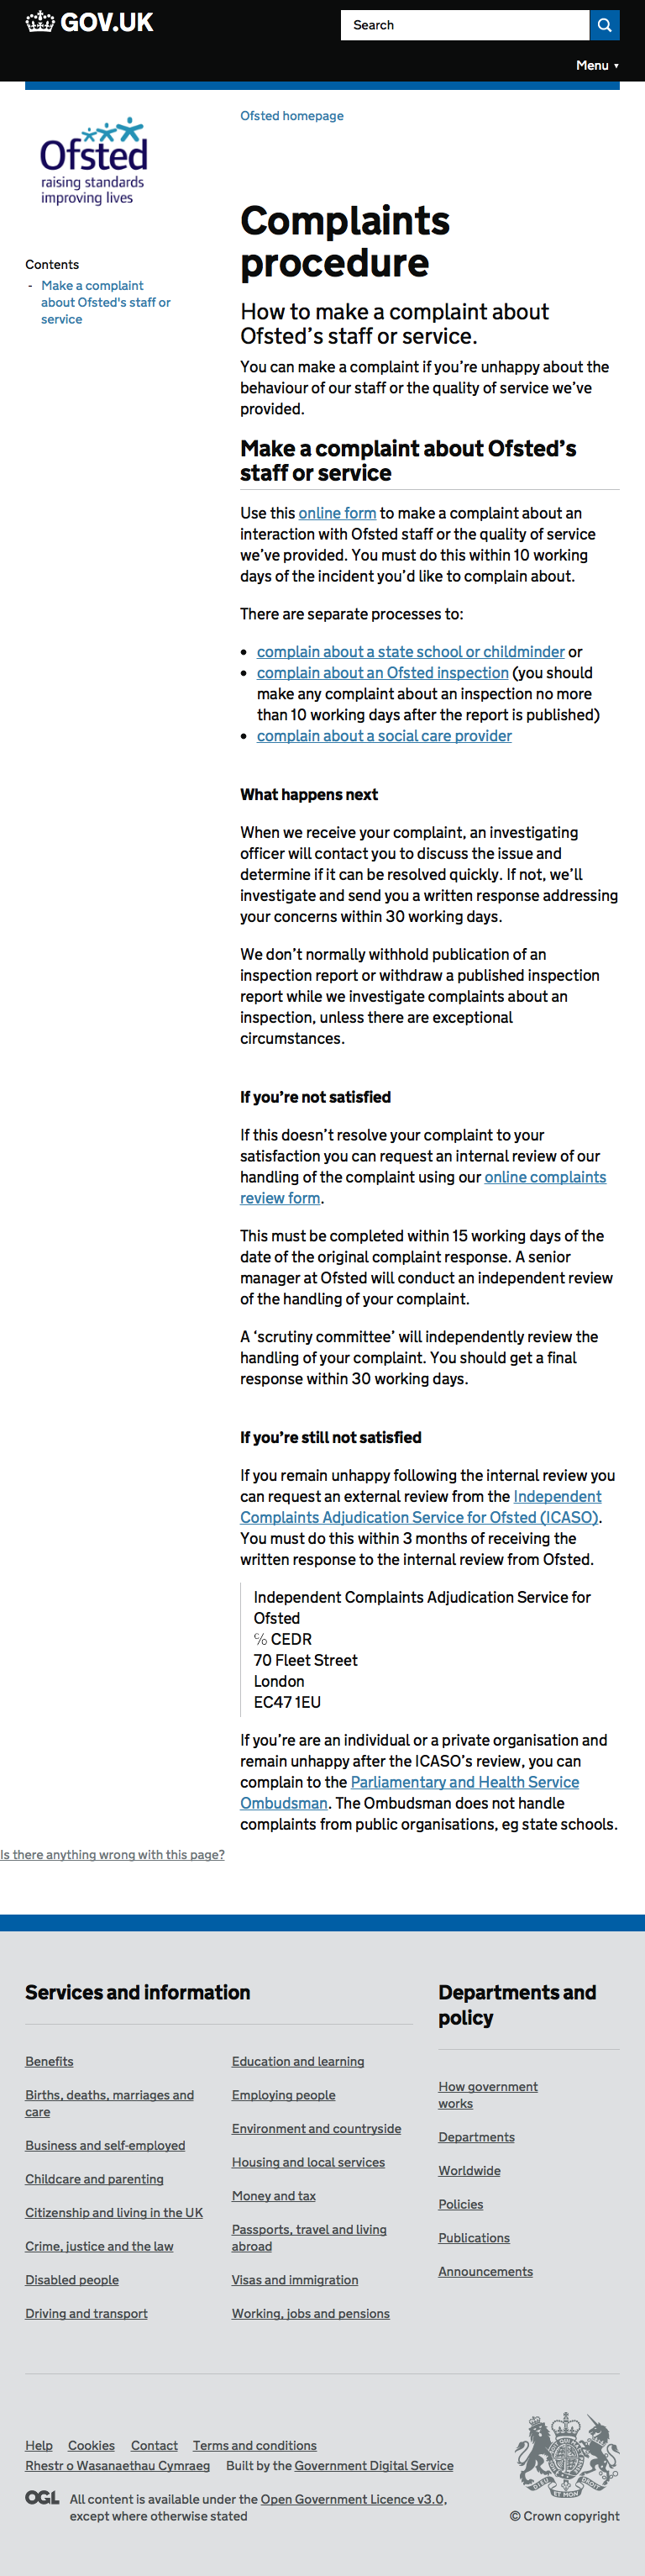 GOV.UK
Search
Menu ▼
Ofsted homepage
Ofsted
raising standards
improving lives
Complaints
procedure
Contents
- Make a complaint
about Ofsted's staff or
service
How to make a complaint about
Ofsted’s staff or service.
You can make a complaint if you’re unhappy about the
behaviour of our staff or the quality of service we’ve
provided.
Make a complaint about Ofsted’s
staff or service
Use this online form to make a complaint about an
interaction with Ofsted staff or the quality of service
we’ve provided. You must do this within 10 working
days of the incident you’d like to complain about.
There are separate processes to:
• complain about a state school or childminder or
• complain about an Ofsted inspection (you should
make any complaint about an inspection no more
than 10 working days after the report is published)
• complain about a social care provider
What happens next
When we receive your complaint, an investigating
officer will contact you to discuss the issue and
determine if it can be resolved quickly. If not, we’ll
investigate and send you a written response addressing
your concerns within 30 working days.
We don’t normally withhold publication of an
inspection report or withdraw a published inspection
report while we investigate complaints about an
inspection, unless there are exceptional
circumstances.
If you’re not satisfied
If this doesn’t resolve your complaint to your
satisfaction you can request an internal review of our
handling of the complaint using our online complaints
review form.
This must be completed within 15 working days of the
date of the original complaint response. A senior
manager at Ofsted will conduct an independent review
of the handling of your complaint.
A ‘scrutiny committee’ will independently review the
handling of your complaint. You should get a final
response within 30 working days.
If you’re still not satisfied
If you remain unhappy following the internal review you
can request an external review from the Independent
Complaints Adjudication Service for Ofsted (ICASO).
You must do this within 3 months of receiving the
written response to the internal review from Ofsted.
Independent Complaints Adjudication Service for
Ofsted
℅ CEDR
70 Fleet Street
London
EC47 1EU
If you’re are an individual or a private organisation and
remain unhappy after the ICASO’s review, you can
complain to the Parliamentary and Health Service
Ombudsman. The Ombudsman does not handle
complaints from public organisations, eg state schools.
Is there anything wrong with this page?
Services and information
Benefits
Births, deaths, marriages and
care
Business and self-employed
Childcare and parenting
Citizenship and living in the UK
Crime, justice and the law
Disabled people
Driving and transport
Education and learning
Employing people
Environment and countryside
Housing and local services
Money and tax
Passports, travel and living
abroad
Visas and immigration
Working, jobs and pensions
Departments and
policy
How government
works
Departments
Worldwide
Policies
Publications
Announcements
Help Cookies Contact Terms and conditions
Rhestr o Wasanaethau Cymraeg Built by the Government Digital Service
OGL All content is available under the Open Government Licence v3.0,
except where otherwise stated
© Crown copyright